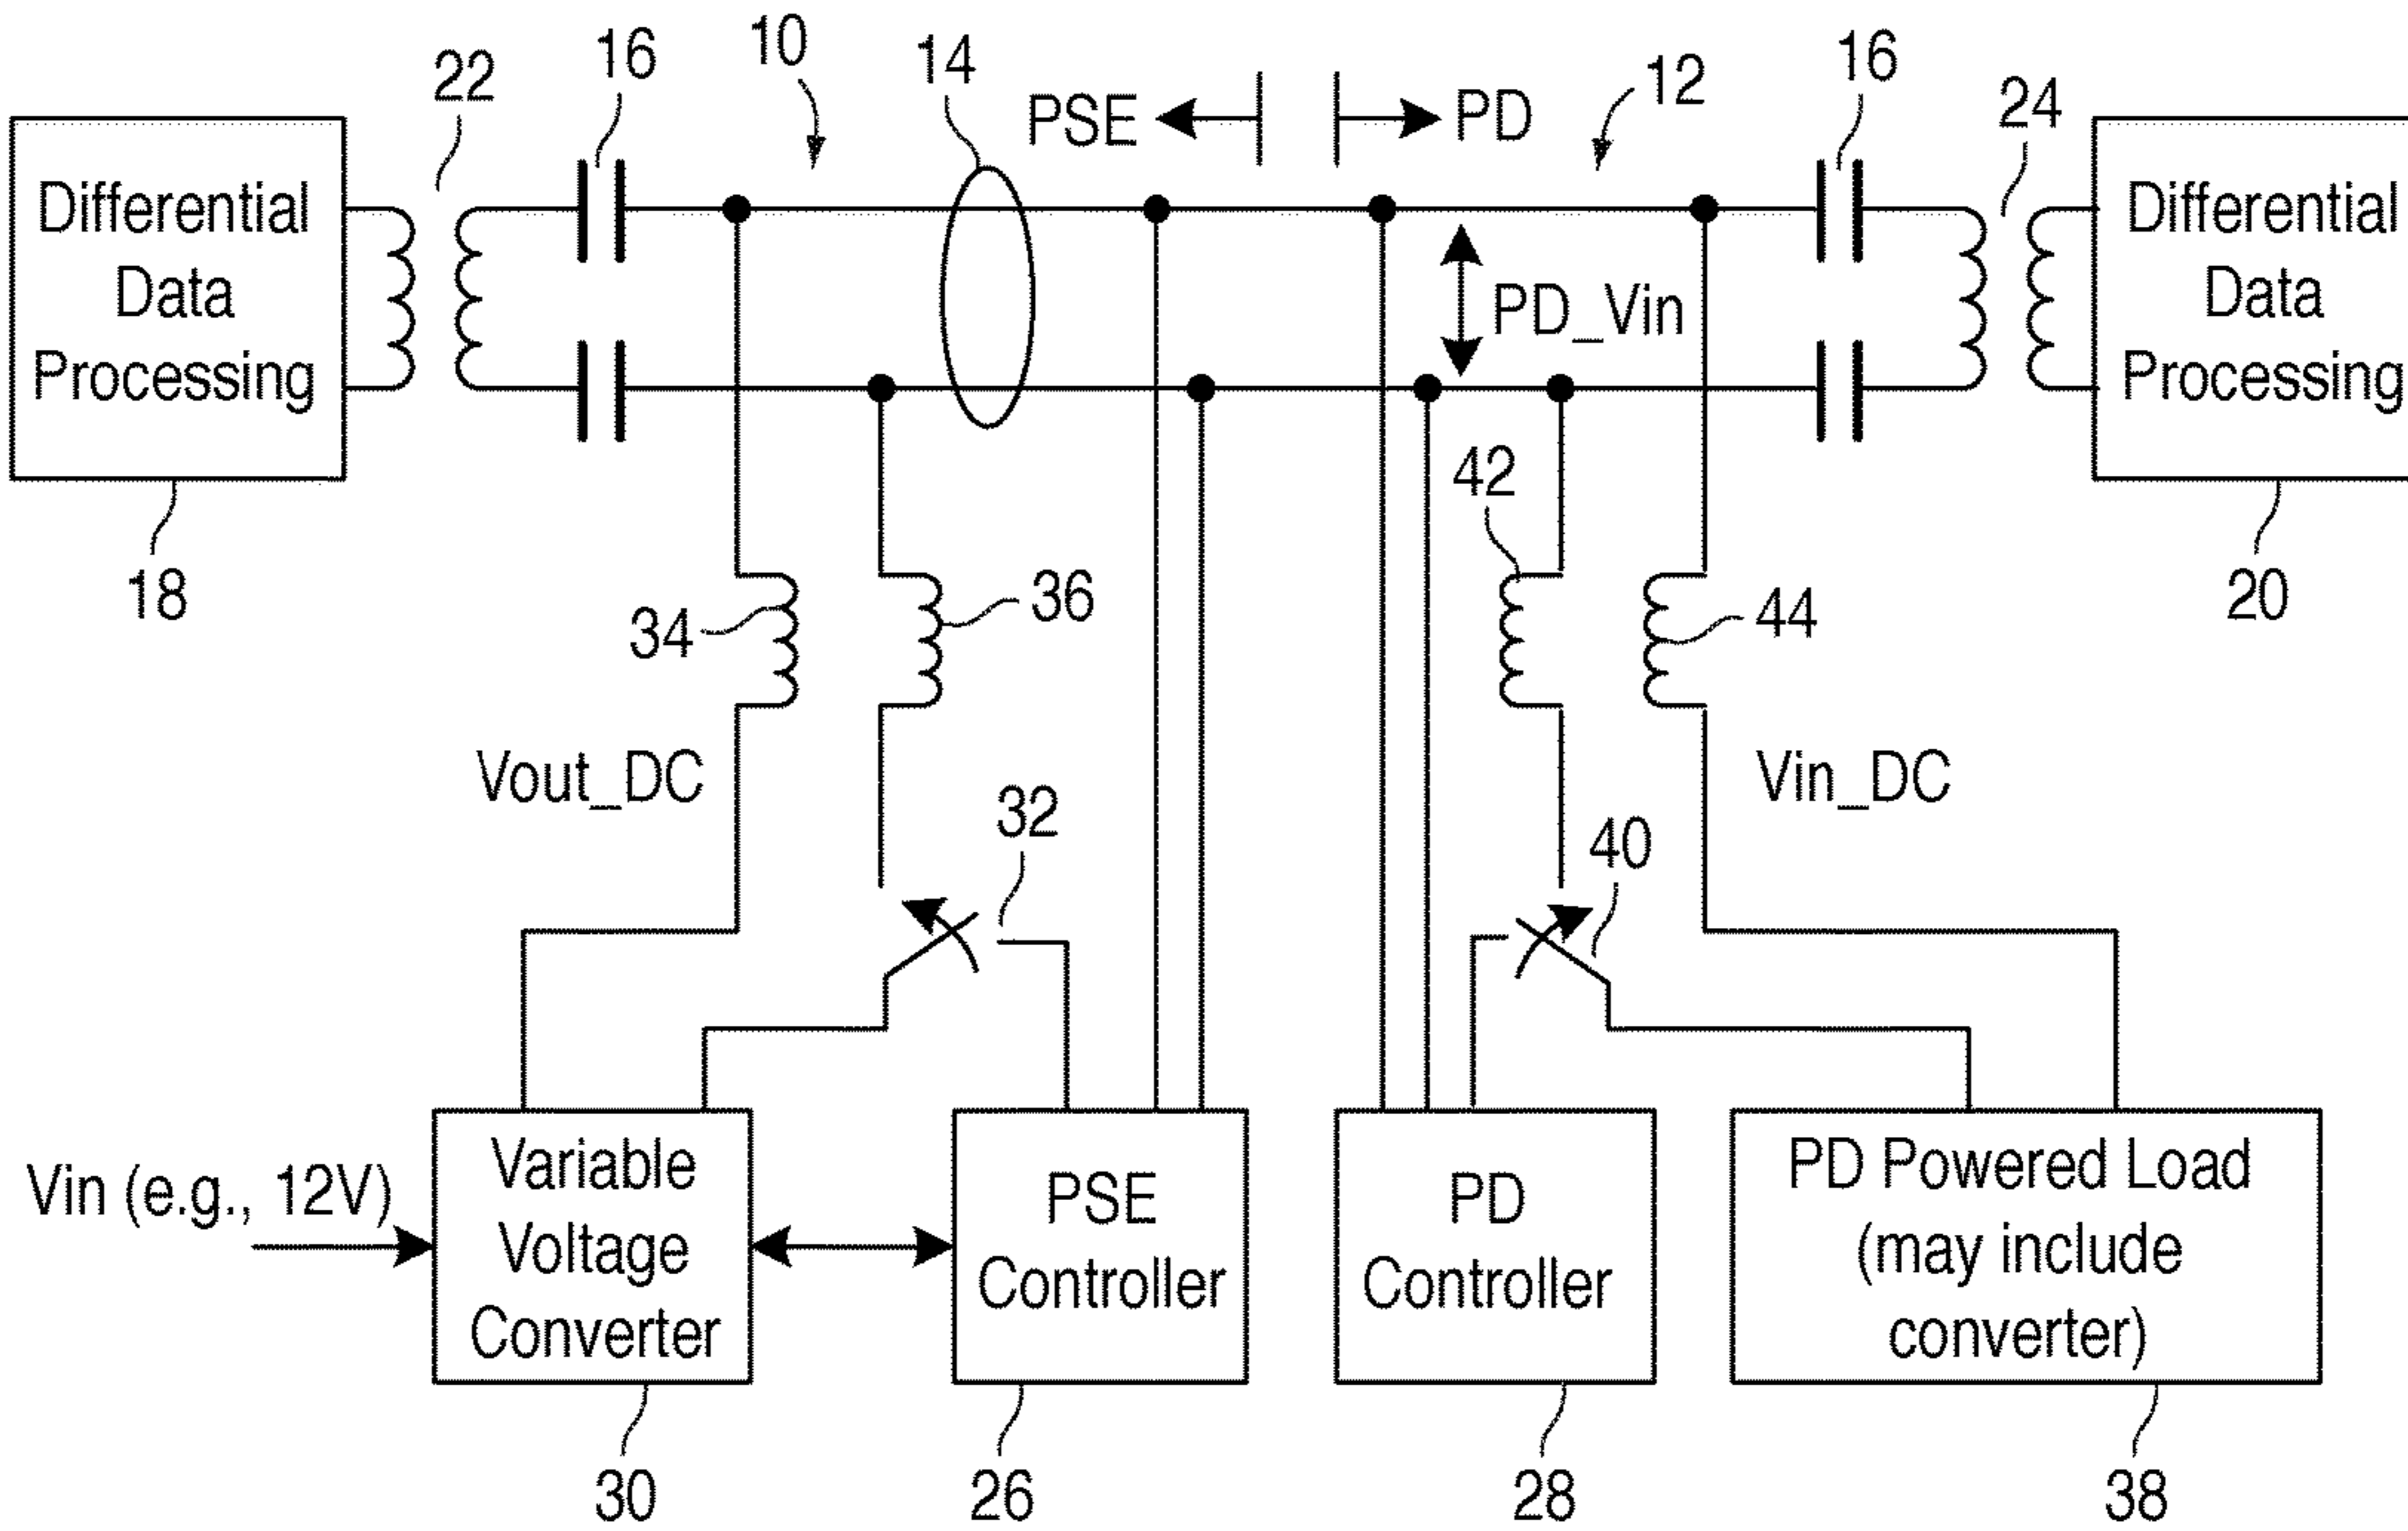 10
16
14
12
16
22
PSE
PD
24
Differential
Data
Processing
PD_Vin
Differential
Data
Processing
18
34
36
42
44
20
Vout_DC
32
40
Vin_DC
Vin (e.g., 12V)
Variable
Voltage
Converter
PSE
Controller
PD
Controller
PD Powered Load
(may include
converter)
30
26
28
38